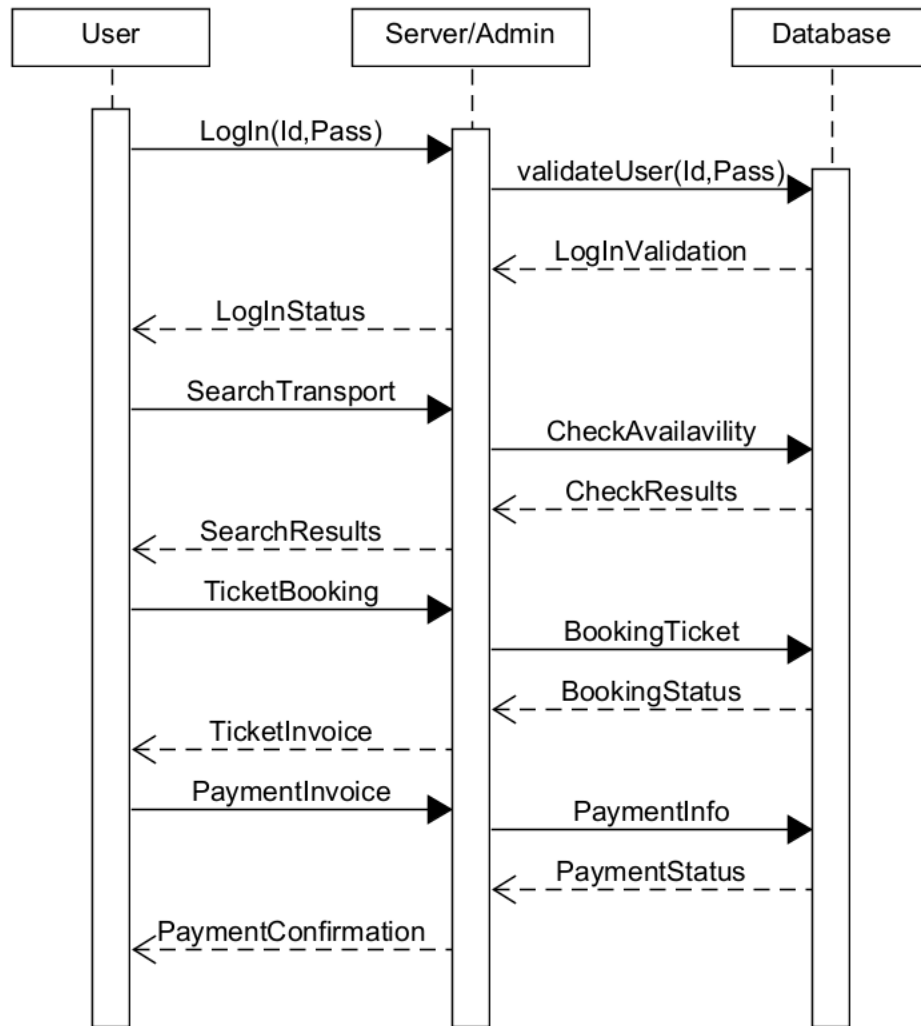 User
Server/Admin
Database
LogIn(Id,Pass)
validateUser(Id,Pass)
LogInValidation
LogInStatus
SearchTransport
CheckAvailavility
CheckResults
SearchResults
TicketBooking
BookingTicket
BookingStatus
TicketInvoice
PaymentInvoice
PaymentInfo
PaymentStatus
PaymentConfirmation